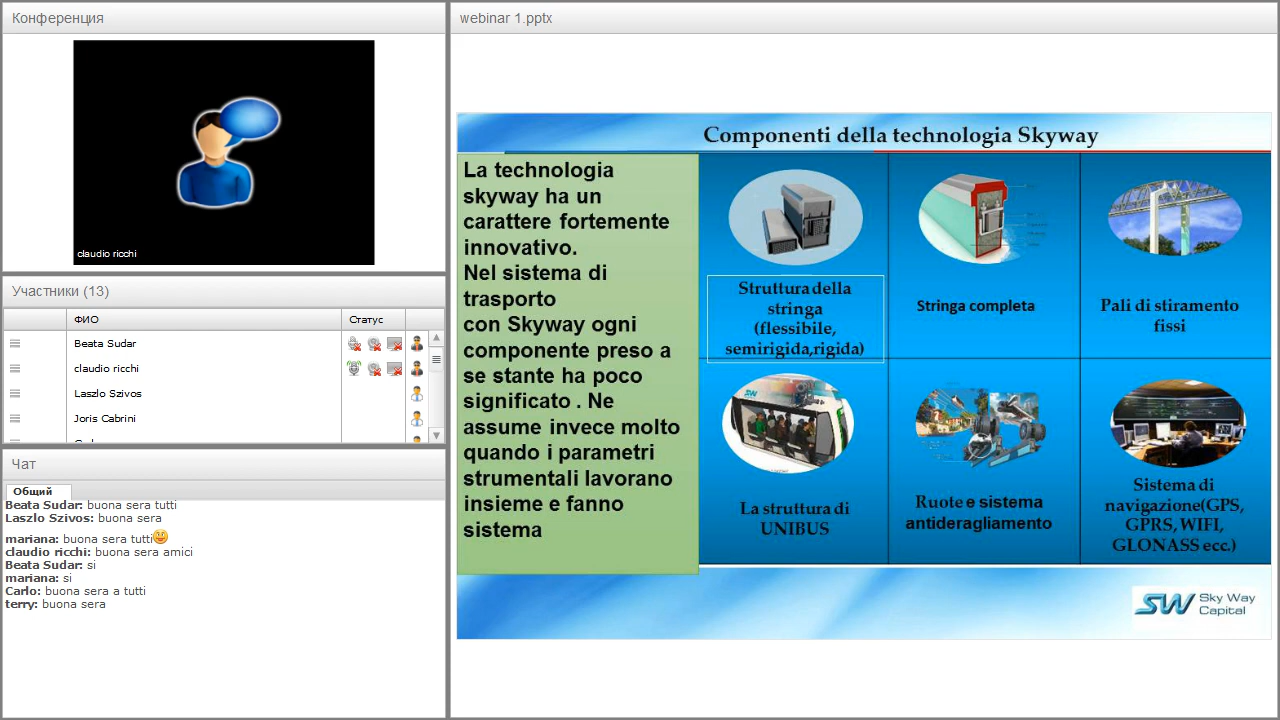 Конференция
claudio ricchi
Участники (13)
ФИО
Статус
Beata Sudar
claudio ricchi
Laszlo Szivos
Joris Cabrini
Чат
Общий
Beata Sudar: buona sera tutti
Laszlo Szivos: buona sera
mariana: buona sera tutti
claudio ricchi: buona sera amici
Beata Sudar: si
mariana: si
Carlo: buona sera a tutti
terry: buona sera
webinar 1.pptx
Componenti della technologia Skyway
La technologia
skyway ha un
carattere fortemente
innovativo.
Nel sistema di
trasporto
con Skyway ogni
componente preso a
se stante ha poco
significato . Ne
assume invece molto
quando i parametri
strumentali lavorano
insieme e fanno
sistema
Struttura della
stringa
(flessibile,
semirigida,rigida)
Stringa completa
Pali di stiramento
fissi
La struttura di
UNIBUS
Ruote e sistema
antideragliamento
Sistema di
navigazione(GPS,
GPRS, WIFI,
GLONASS ecc.)
SW Sky Way
Capital